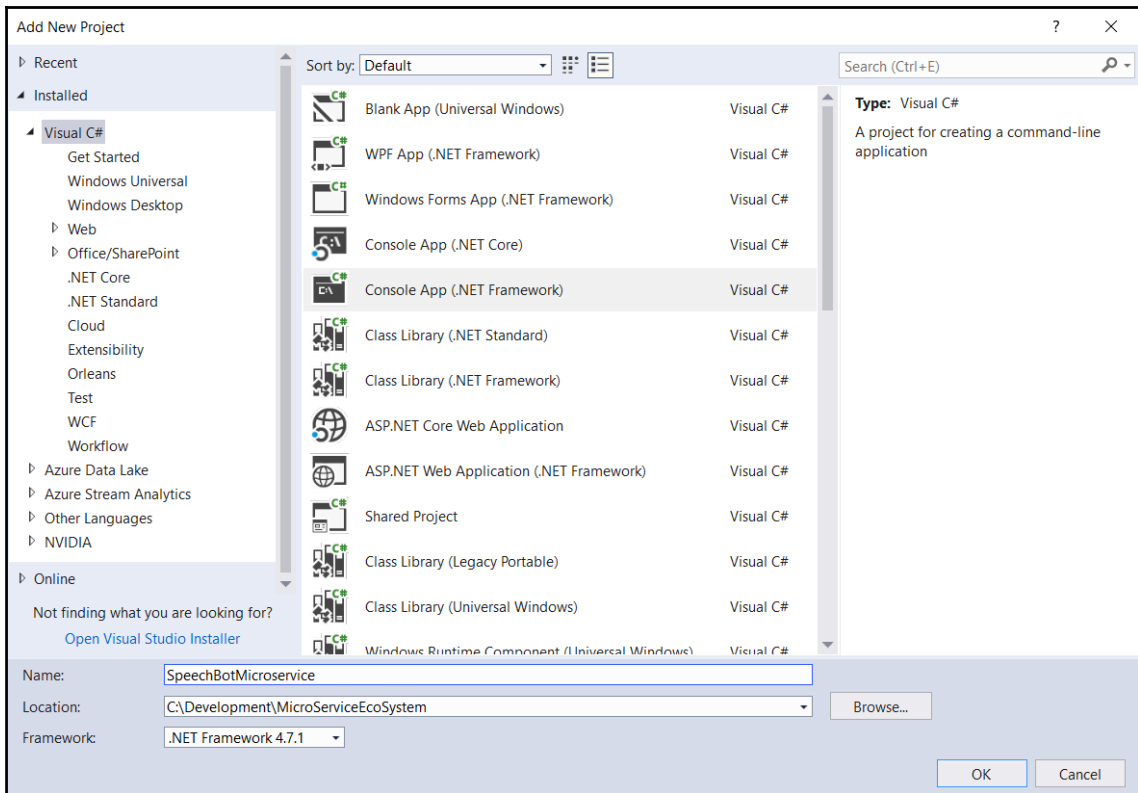 Add New Project
?
Recent
Installed
Visual C#
Get Started
Windows Universal
Windows Desktop
Web
Office/SharePoint
.NET Core
.NET Standard
Cloud
Extensibility
Orleans
Test
WCF
Workflow
Azure Data Lake
Azure Stream Analytics
Other Languages
NVIDIA
Online
Not finding what you are looking for?
Open Visual Studio Installer
Sort by: Default
Blank App (Universal Windows) Visual C#
WPF App (.NET Framework) Visual C#
Windows Forms App (.NET Framework) Visual C#
Console App (.NET Core) Visual C#
Console App (.NET Framework) Visual C#
Class Library (.NET Standard) Visual C#
Class Library (.NET Framework) Visual C#
ASP.NET Core Web Application Visual C#
ASP.NET Web Application (.NET Framework) Visual C#
Shared Project Visual C#
Class Library (Legacy Portable) Visual C#
Class Library (Universal Windows) Visual C#
Windows Runtime Component (Universal Windows) Visual C#
Search (Ctrl+E)
Type: Visual C#
A project for creating a command-line
application
Name: SpeechBotMicroservice
Location: C:\Development\MicroServiceEcoSystem Browse...
Framework: .NET Framework 4.7.1
OK Cancel